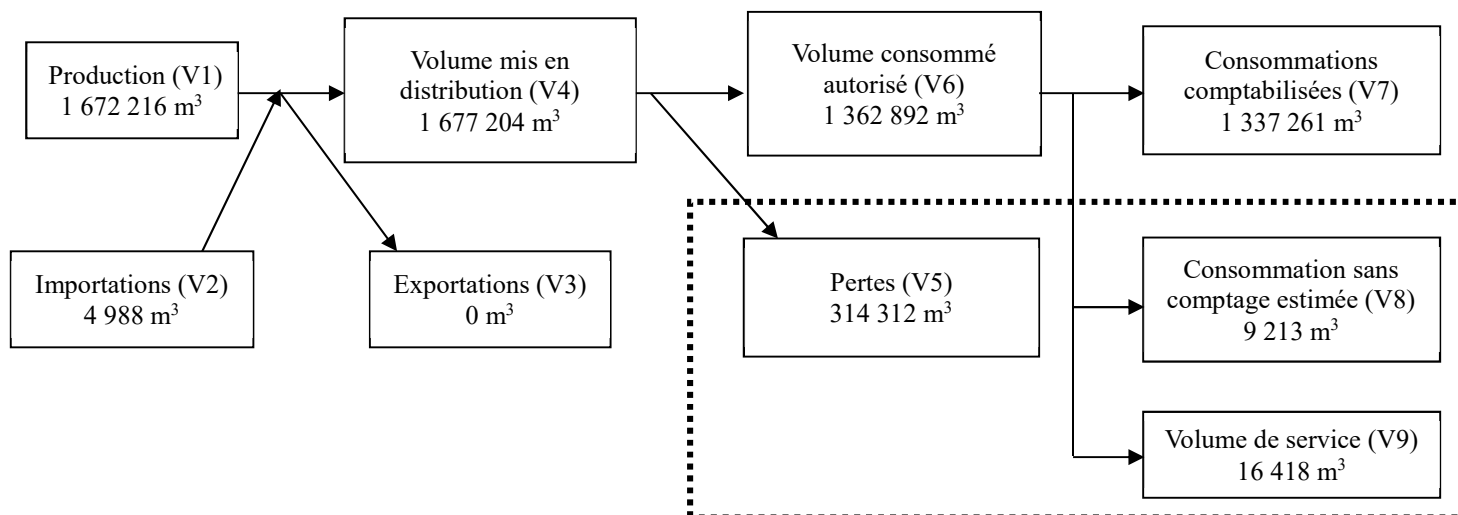 Production (V1)
1 672 216 m³
Volume mis en
distribution (V4)
1 677 204 m³
Volume consommé
autorisé (V6)
1 362 892 m³
Consommations
comptabilisées (V7)
1 337 261 m³
Importations (V2)
4 988 m³
Exportations (V3)
0 m³
Pertes (V5)
314 312 m³
Consommation sans
comptage estimée (V8)
9 213 m³
Volume de service (V9)
16 418 m³